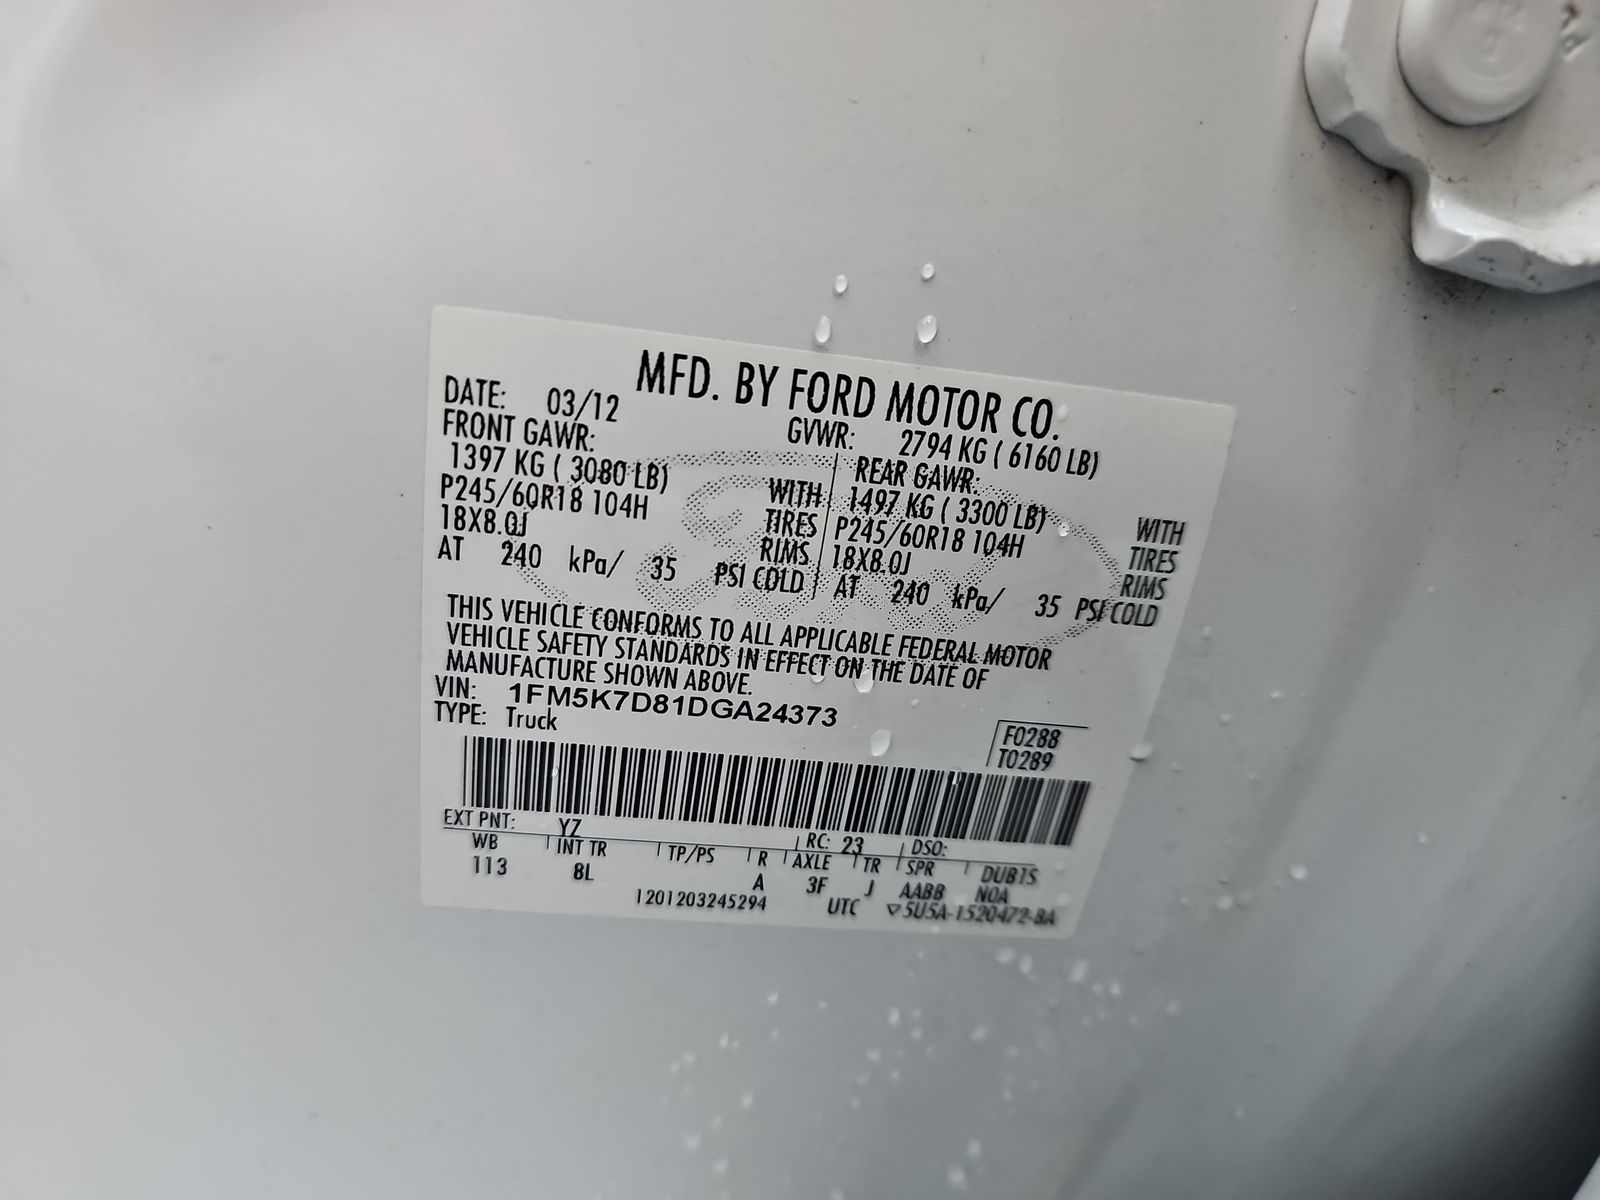 MFD. BY FORD MOTOR CO.
DATE: 03/12 GVWR: 2794 KG ( 6160 LB)
FRONT GAWR: REAR GAWR:
1397 KG ( 3080 LB) WITH 1497 KG ( 3300 LB) WITH
P245/60R18 104H TIRES P245/60R18 104H TIRES
18X8.0J RIMS 18X8.0J RIMS
AT 240 kPa/ 35 PSI COLD AT 240 kPa/ 35 PSI COLD
THIS VEHICLE CONFORMS TO ALL APPLICABLE FEDERAL MOTOR
VEHICLE SAFETY STANDARDS IN EFFECT ON THE DATE OF
MANUFACTURE SHOWN ABOVE.
VIN: 1FM5K7D81DGA24373
TYPE: Truck
F0288
T0289
EXT PNT: YZ RC: 23 DSO:
WB INT TR TP/PS R AXLE TR SPR DUB1S
113 8L A 3F J AABB N0A
1201203245294 UTC ▽5U5A-1520472-BA